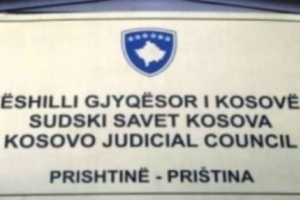 ËSHILLI GJYQËSOR I KOSOVË
SUDSKI SAVET KOSOVA
KOSOVO JUDICIAL COUNCIL
PRISHTINË - PRIŠTINA